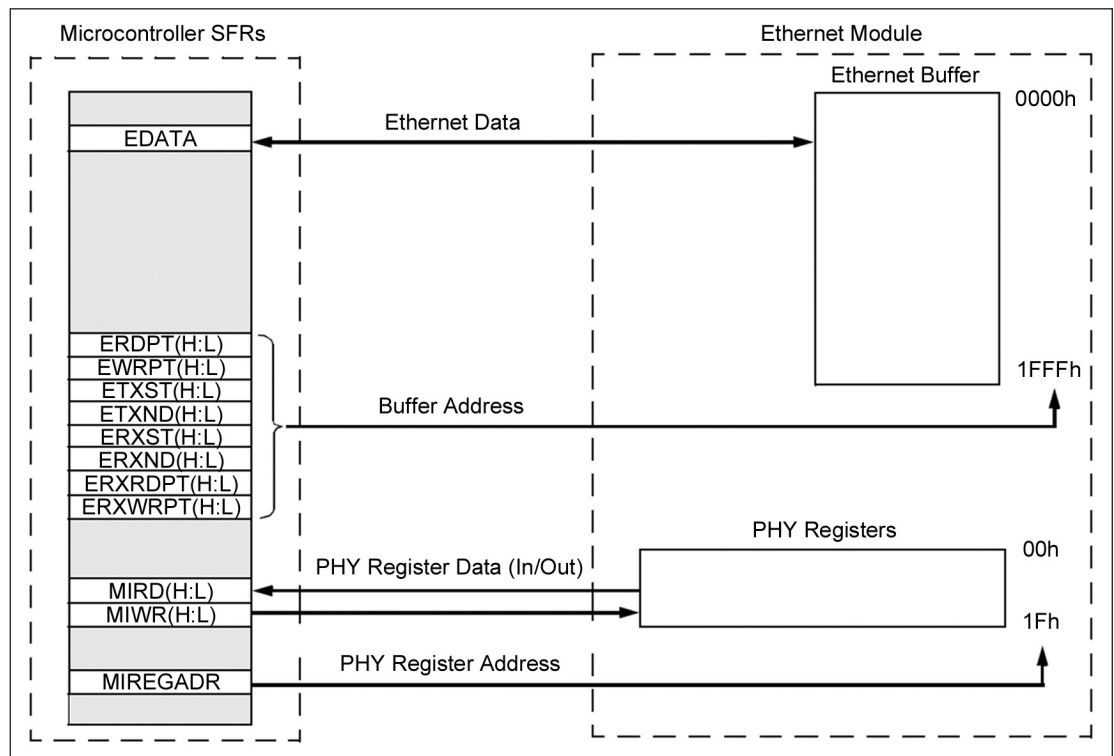 Microcontroller SFRs
Ethernet Module
Ethernet Buffer
0000h
Ethernet Data
EDATA
ERDPT(H:L)
EWRPT(H:L)
ETXST(H:L)
ETXND(H:L)
ERXST(H:L)
ERXND(H:L)
ERXRDPT(H:L)
ERXWRPT(H:L)
1FFFh
Buffer Address
PHY Registers
00h
PHY Register Data (In/Out)
MIRD(H:L)
MIWR(H:L)
1Fh
PHY Register Address
MIREGADR